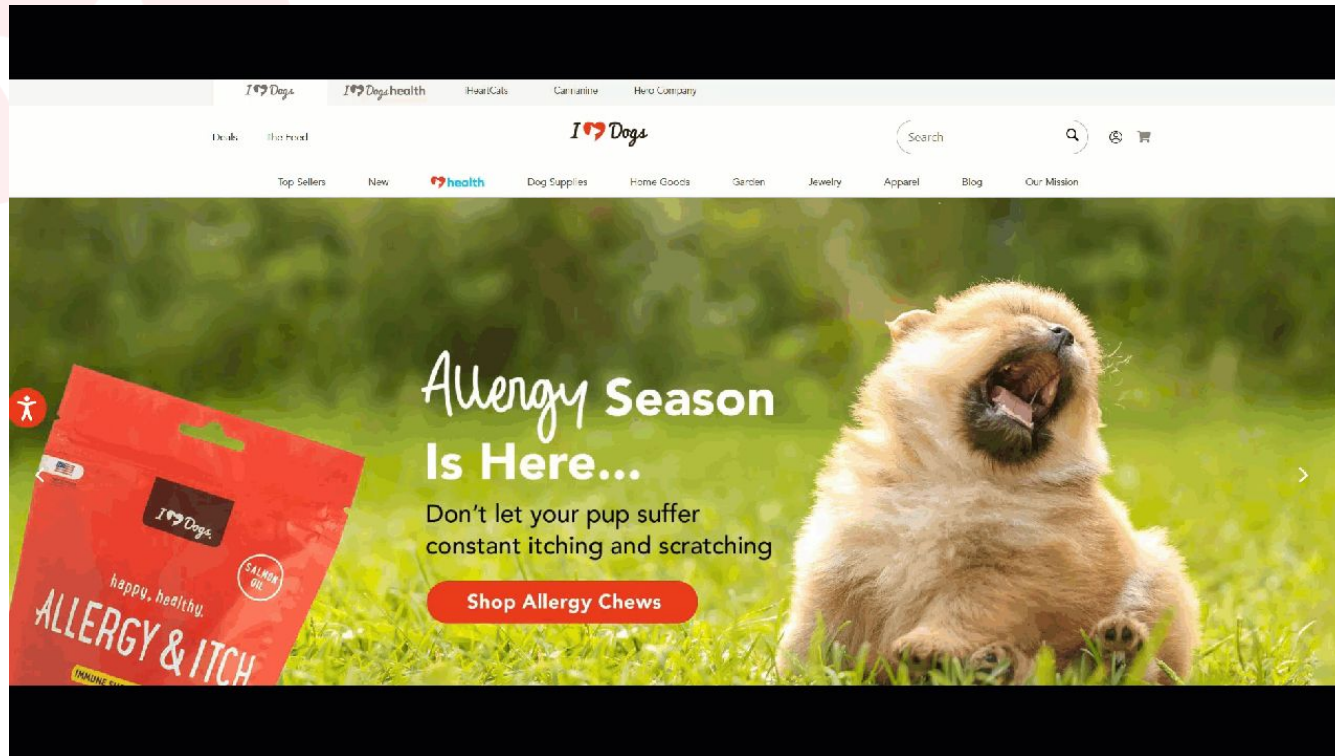 I Dogs
I Dogs health
iHeartCats
Cannanine
Hero Company
Deals
The Feed
I Dogs
Search
Top Sellers
New
health
Dog Supplies
Home Goods
Garden
Jewelry
Apparel
Blog
Our Mission
Allergy Season
Is Here...
Don't let your pup suffer
constant itching and scratching
Shop Allergy Chews
I Dogs
SALMON
OIL
happy, healthy.
ALLERGY & ITCH